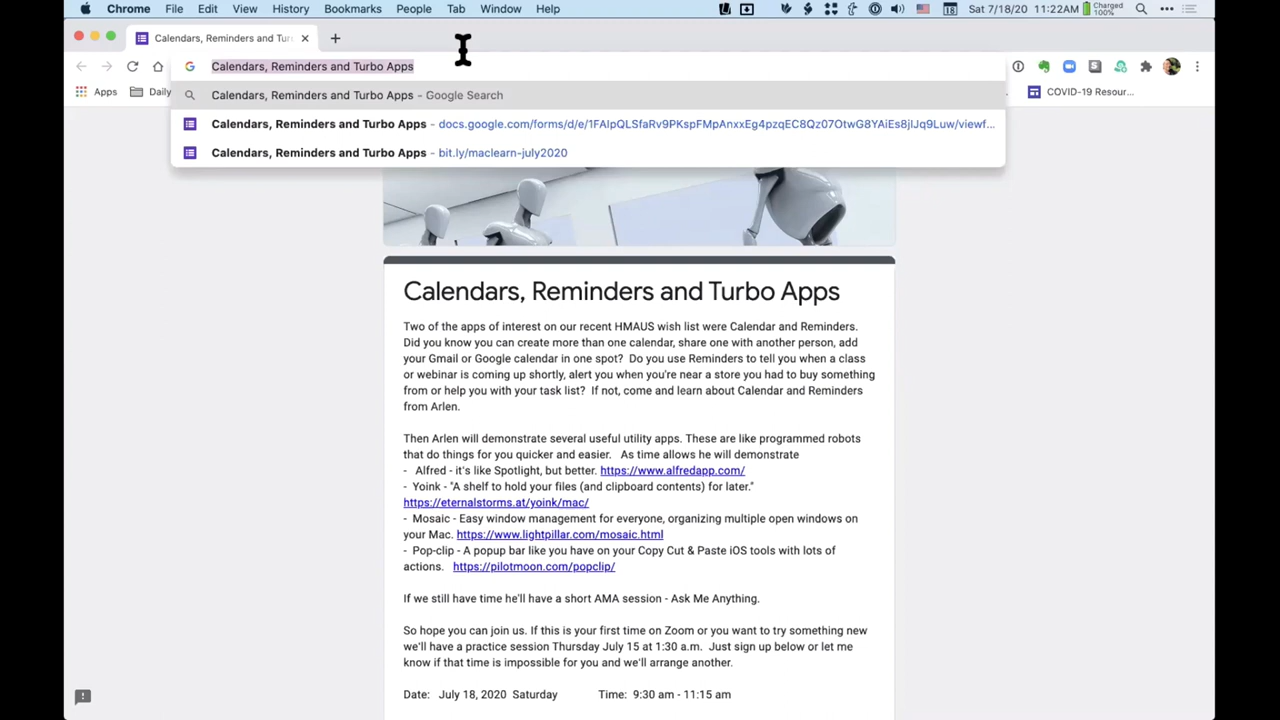 Chrome File Edit View History Bookmarks People Tab Window Help 18 Sat 7/18/20 11:22AM Charged 100%
Calendars, Reminders and Tur
Calendars, Reminders and Turbo Apps
Apps Daily COVID-19 Resour...
Calendars, Reminders and Turbo Apps - Google Search
Calendars, Reminders and Turbo Apps - docs.google.com/forms/d/e/1FAIpQLSfaRv9PKspFMpAnxxEg4pzqEC8Qz07OtwG8YAiEs8jIJq9Luw/viewf...
Calendars, Reminders and Turbo Apps - bit.ly/maclearn-july2020
Calendars, Reminders and Turbo Apps
Two of the apps of interest on our recent HMAUS wish list were Calendar and Reminders.
Did you know you can create more than one calendar, share one with another person, add
your Gmail or Google calendar in one spot? Do you use Reminders to tell you when a class
or webinar is coming up shortly, alert you when you're near a store you had to buy something
from or help you with your task list? If not, come and learn about Calendar and Reminders
from Arlen.
Then Arlen will demonstrate several useful utility apps. These are like programmed robots
that do things for you quicker and easier. As time allows he will demonstrate
- Alfred - it's like Spotlight, but better. https://www.alfredapp.com/
- Yoink - "A shelf to hold your files (and clipboard contents) for later."
https://eternalstorms.at/yoink/mac/
- Mosaic - Easy window management for everyone, organizing multiple open windows on
your Mac. https://www.lightpillar.com/mosaic.html
- Pop-clip - A popup bar like you have on your Copy Cut & Paste iOS tools with lots of
actions. https://pilotmoon.com/popclip/
If we still have time he'll have a short AMA session - Ask Me Anything.
So hope you can join us. If this is your first time on Zoom or you want to try something new
we'll have a practice session Thursday July 15 at 1:30 a.m. Just sign up below or let me
know if that time is impossible for you and we'll arrange another.
Date: July 18, 2020 Saturday Time: 9:30 am - 11:15 am